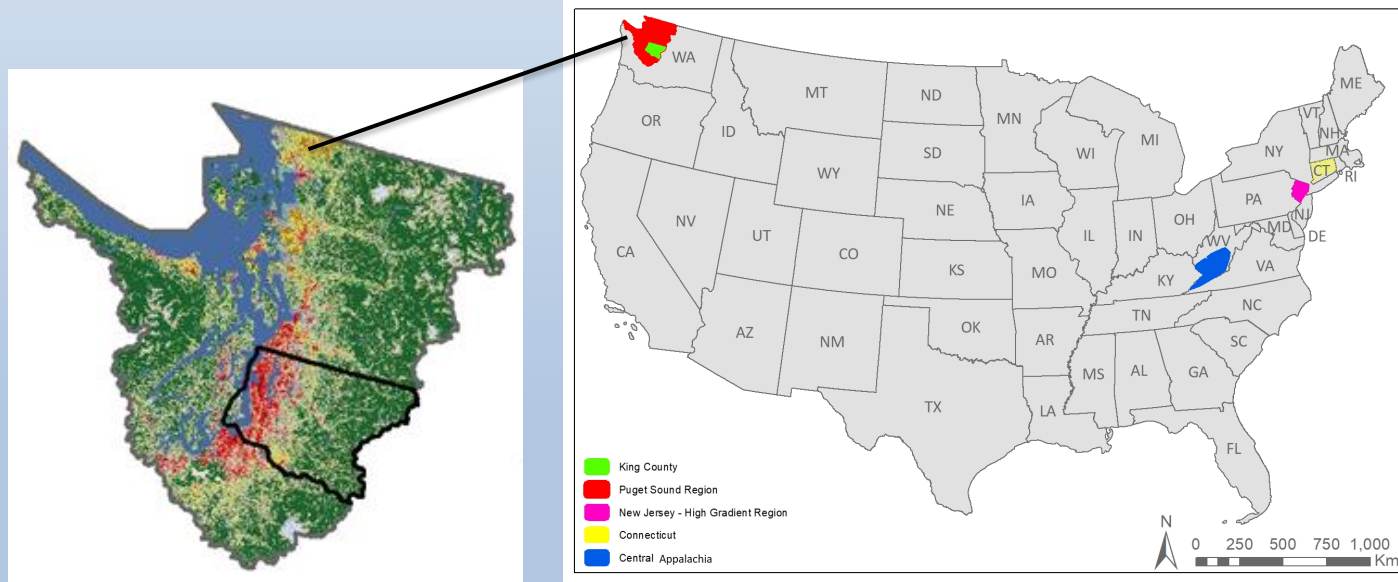 WA
ME
MT
ND
VT
MN
NH
OR
ID
MI
MA
WI
NY
SD
CT
RI
WY
PA
IA
NE
NJ
OH
NV
IL
IN
MD
DE
UT
WV
CA
CO
VA
KS
MO
KY
NC
TN
OK
AZ
NM
AR
SC
MS
AL
GA
TX
LA
FL
King County
Puget Sound Region
New Jersey - High Gradient Region
Connecticut
Central Appalachia
N
0 250 500 750 1,000
Km